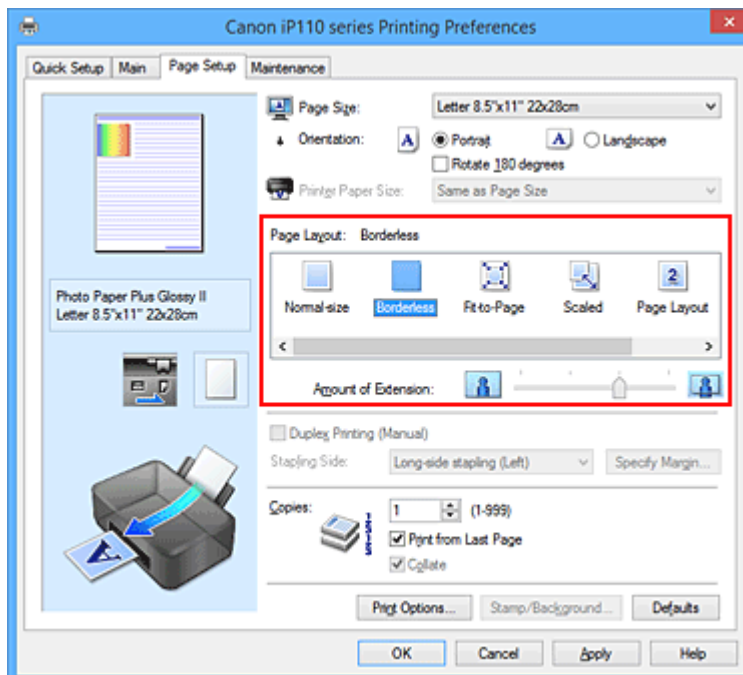 Canon iP110 series Printing Preferences
Quick Setup Main Page Setup Maintenance
Page Size: Letter 8.5"x11" 22x28cm
Orientation: A Portrait A Landscape
Rotate 180 degrees
Printer Paper Size: Same as Page Size
Page Layout: Borderless
2
Normal-size Borderless Fit-to-Page Scaled Page Layout
Photo Paper Plus Glossy II
Letter 8.5"x11" 22x28cm
Amount of Extension:
Duplex Printing (Manual)
Stapling Side: Long-side stapling (Left) Specify Margin...
Copies: 1 (1-999)
Print from Last Page
Collate
A
Print Options... Stamp/Background... Defaults
OK Cancel Apply Help